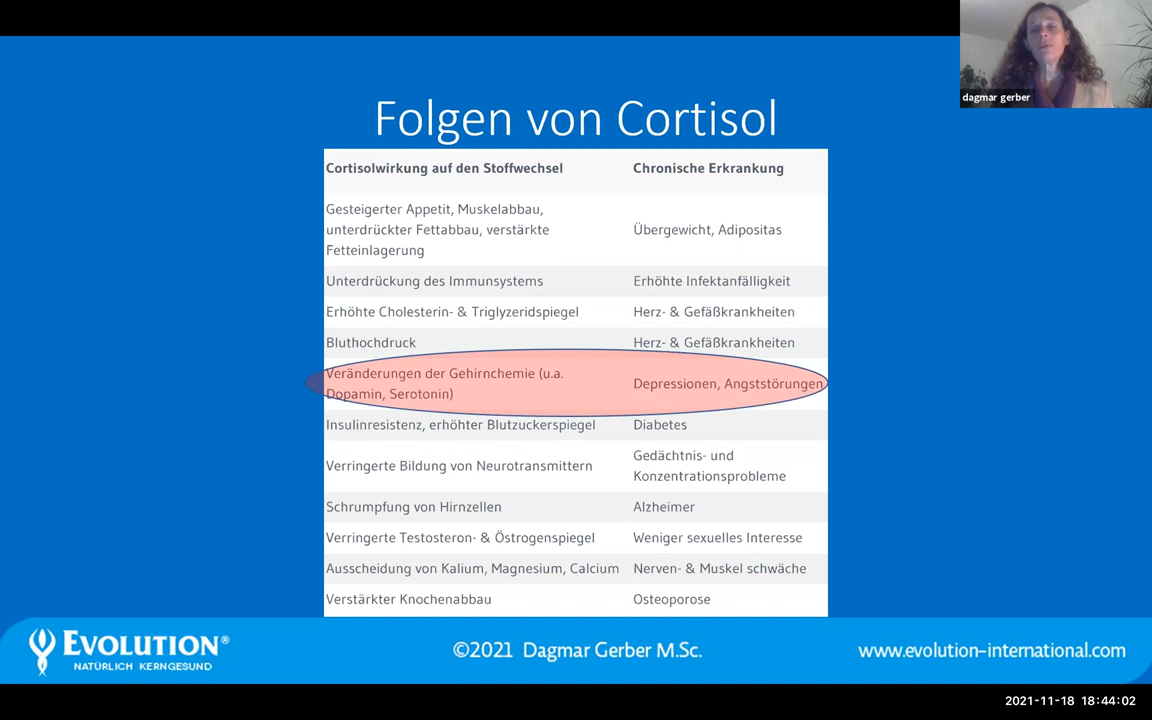 dagmar gerber
Folgen von Cortisol
Cortisolwirkung auf den Stoffwechsel
Chronische Erkrankung
Gesteigerter Appetit, Muskelabbau,
unterdrückter Fettabbau, verstärkte
Fetteinlagerung
Übergewicht, Adipositas
Unterdrückung des Immunsystems
Erhöhte Infektanfälligkeit
Erhöhte Cholesterin- & Triglyzeridspiegel
Herz- & Gefäßkrankheiten
Bluthochdruck
Herz- & Gefäßkrankheiten
Veränderungen der Gehirnchemie (u.a.
Dopamin, Serotonin)
Depressionen, Angststörungen
Insulinresistenz, erhöhter Blutzuckerspiegel
Diabetes
Verringerte Bildung von Neurotransmittern
Gedächtnis- und
Konzentrationsprobleme
Schrumpfung von Hirnzellen
Alzheimer
Verringerte Testosteron- & Östrogenspiegel
Weniger sexuelles Interesse
Ausscheidung von Kalium, Magnesium, Calcium
Nerven- & Muskel schwäche
Verstärkter Knochenabbau
Osteoporose
EVOLUTION®
NATÜRLICH KERNGESUND
©2021 Dagmar Gerber M.Sc.
www.evolution-international.com
2021-11-18 18:44:02